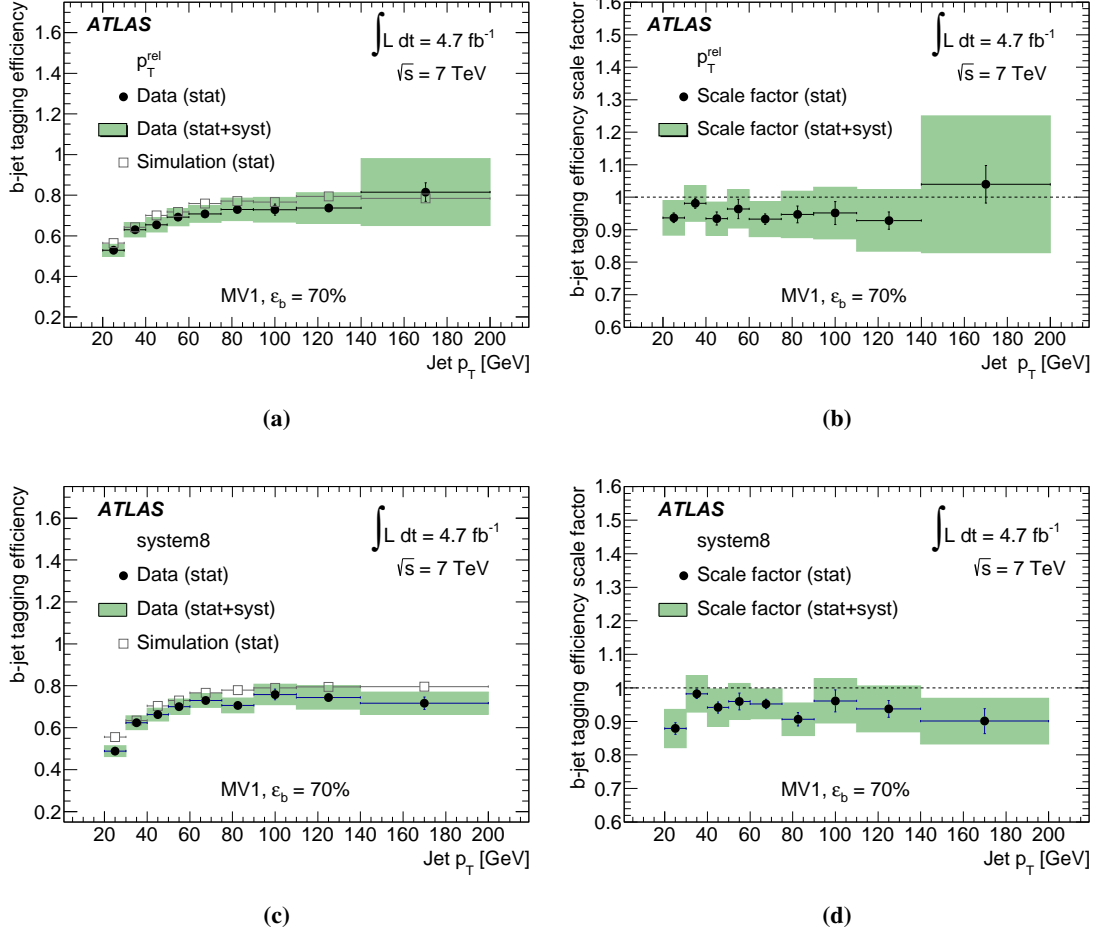 ATLAS
∫ L dt = 4.7 fb⁻¹
√s = 7 TeV
p_T^rel
Data (stat)
Data (stat+syst)
Simulation (stat)
MV1, ε_b = 70%
b-jet tagging efficiency
1.6
1.4
1.2
1
0.8
0.6
0.4
0.2
20 40 60 80 100 120 140 160 180 200
Jet p_T [GeV]
(a)
ATLAS
∫ L dt = 4.7 fb⁻¹
√s = 7 TeV
p_T^rel
Scale factor (stat)
Scale factor (stat+syst)
MV1, ε_b = 70%
b-jet tagging efficiency scale factor
1.6
1.5
1.4
1.3
1.2
1.1
1
0.9
0.8
0.7
0.6
20 40 60 80 100 120 140 160 180 200
Jet p_T [GeV]
(b)
ATLAS
∫ L dt = 4.7 fb⁻¹
√s = 7 TeV
system8
Data (stat)
Data (stat+syst)
Simulation (stat)
MV1, ε_b = 70%
b-jet tagging efficiency
1.6
1.4
1.2
1
0.8
0.6
0.4
0.2
20 40 60 80 100 120 140 160 180 200
Jet p_T [GeV]
(c)
ATLAS
∫ L dt = 4.7 fb⁻¹
√s = 7 TeV
system8
Scale factor (stat)
Scale factor (stat+syst)
MV1, ε_b = 70%
b-jet tagging efficiency scale factor
1.6
1.5
1.4
1.3
1.2
1.1
1
0.9
0.8
0.7
0.6
20 40 60 80 100 120 140 160 180 200
Jet p_T [GeV]
(d)